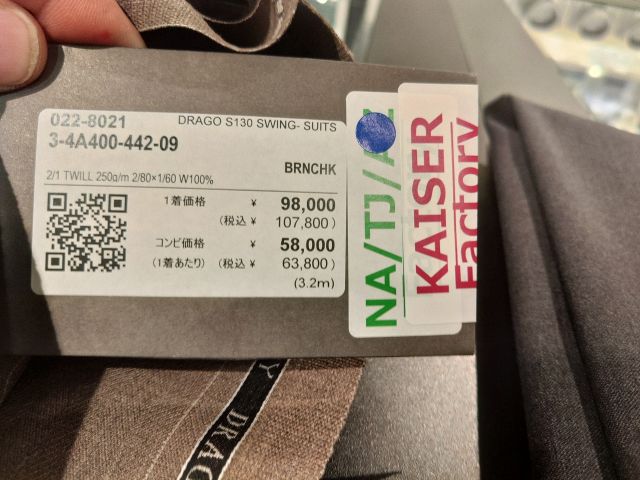 022-8021 DRAGO S130 SWING- SUITS
3-4A400-442-09
BRNCHK
2/1 TWILL 250g/m 2/80×1/60 W100%
1着価格 ¥ 98,000
(税込 ¥ 107,800)
コンビ価格 ¥ 58,000
(1着あたり) (税込 ¥ 63,800)
(3.2m)
NA/TJ/
KAISER
Factory
Y DRAG